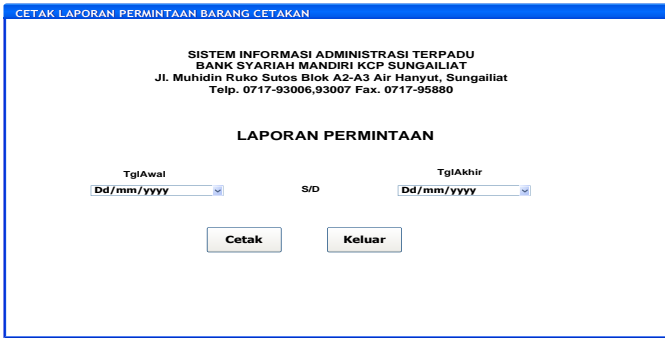 CETAK LAPORAN PERMINTAAN BARANG CETAKAN
SISTEM INFORMASI ADMINISTRASI TERPADU
BANK SYARIAH MANDIRI KCP SUNGAILIAT
Jl. Muhidin Ruko Sutos Blok A2-A3 Air Hanyut, Sungailiat
Telp. 0717-93006,93007 Fax. 0717-95880
LAPORAN PERMINTAAN
TglAwal TglAkhir
Dd/mm/yyyy S/D Dd/mm/yyyy
Cetak Keluar